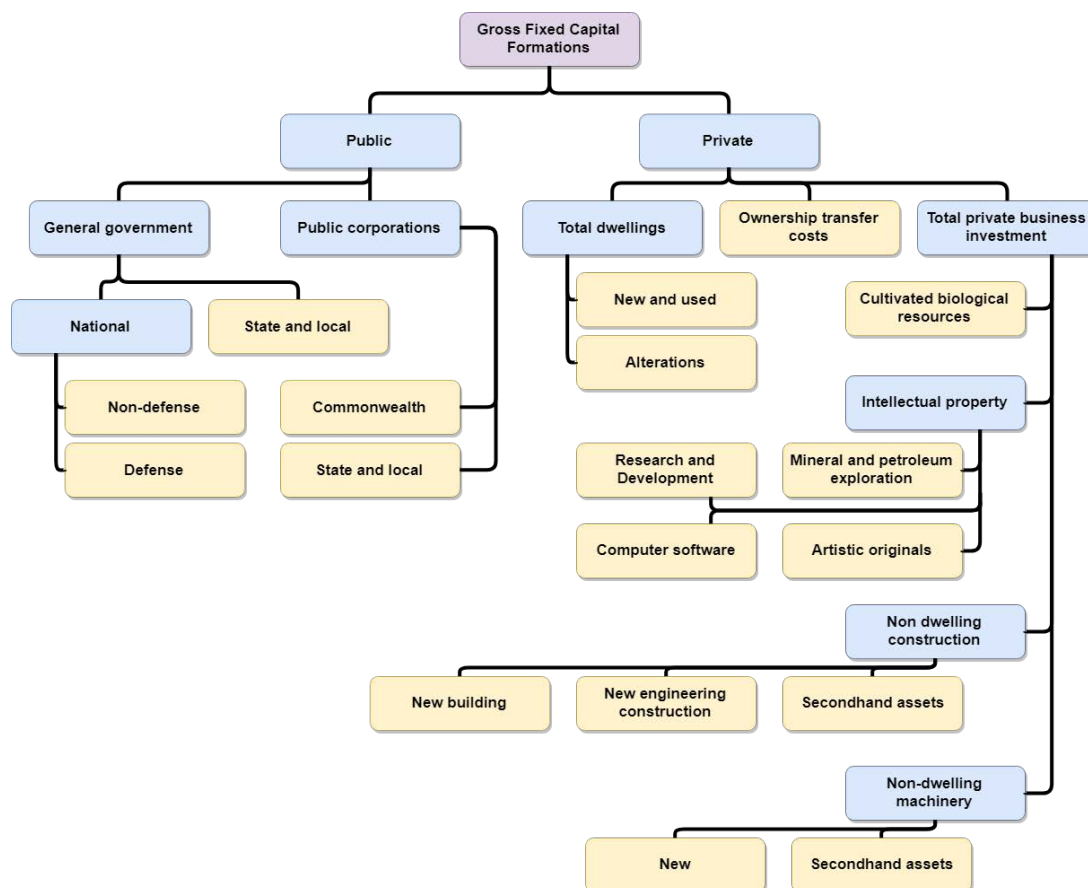 Gross Fixed Capital
Formations
Public
Private
General government
Public corporations
Total dwellings
Ownership transfer
costs
Total private business
investment
National
State and local
New and used
Cultivated biological
resources
Alterations
Non-defense
Commonwealth
Intellectual property
Defense
State and local
Research and
Development
Mineral and petroleum
exploration
Computer software
Artistic originals
Non dwelling
construction
New building
New engineering
construction
Secondhand assets
Non-dwelling
machinery
New
Secondhand assets